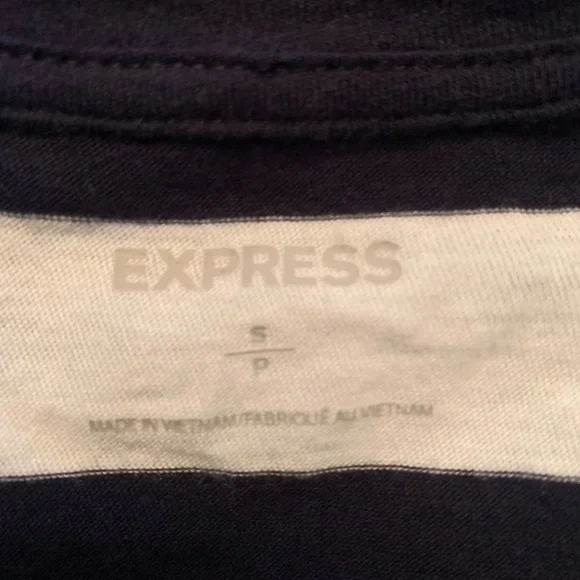 EXPRESS
S
P
MADE IN VIETNAM/FABRIQUÉ AU VIETNAM